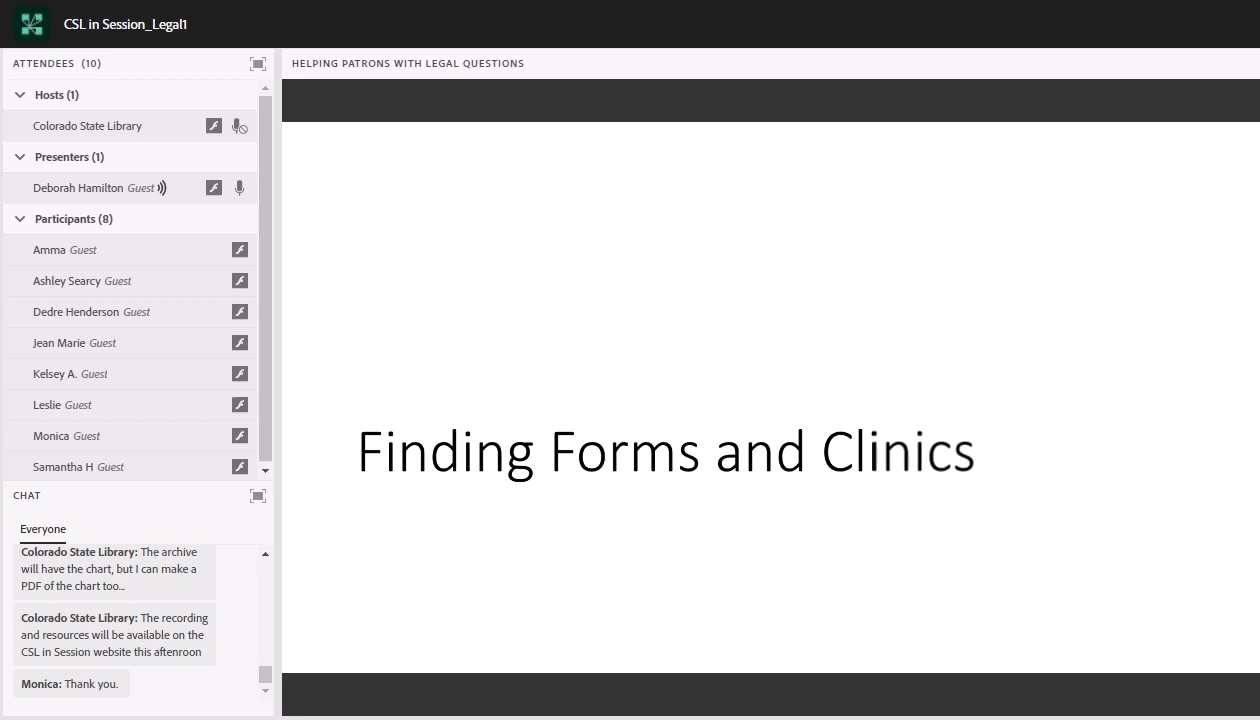 CSL in Session_Legal1
ATTENDEES (10)
Hosts (1)
Colorado State Library
Presenters (1)
Deborah Hamilton Guest
Participants (8)
Amma Guest
Ashley Searcy Guest
Dedre Henderson Guest
Jean Marie Guest
Kelsey A. Guest
Leslie Guest
Monica Guest
Samantha H Guest
CHAT
Everyone
Colorado State Library: The archive
will have the chart, but I can make a
PDF of the chart too...
Colorado State Library: The recording
and resources will be available on the
CSL in Session website this aftenroon
Monica: Thank you.
HELPING PATRONS WITH LEGAL QUESTIONS
Finding Forms and Clinics